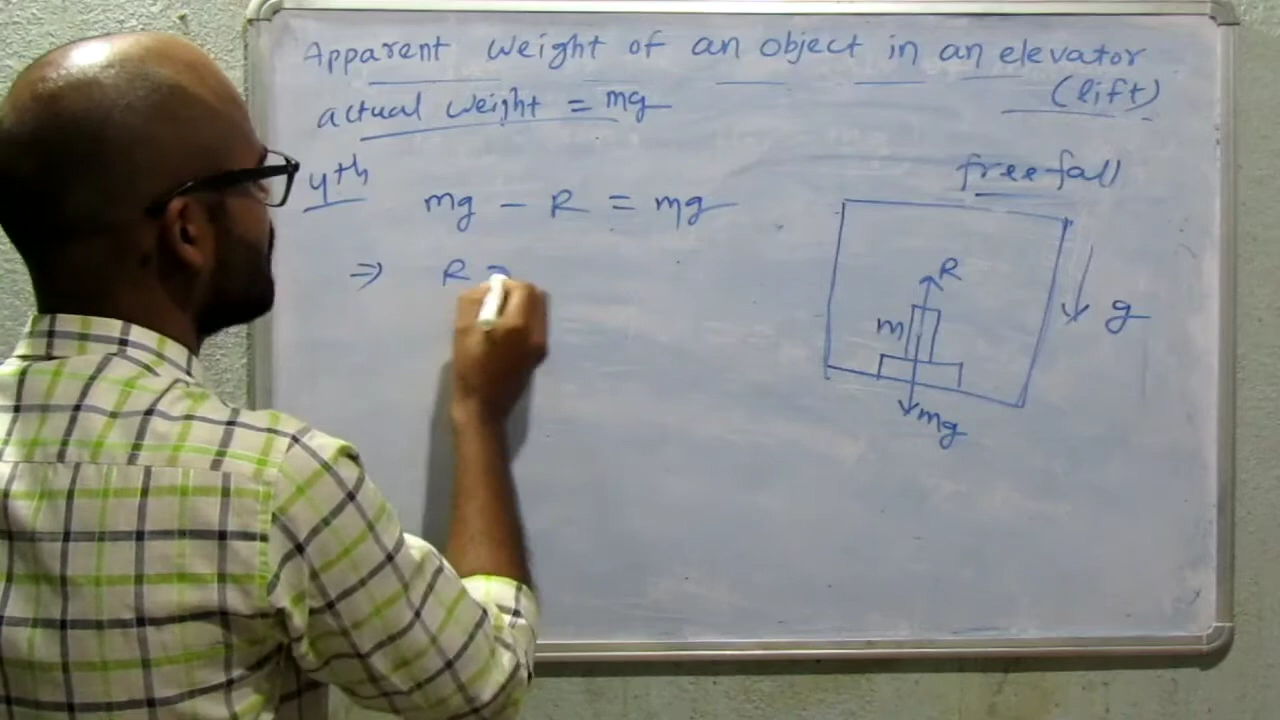 Apparent weight of an object in an elevator
(lift)
actual weight = mg
4th
mg - R = mg
⇒ R =
free fall
R
m
g
mg